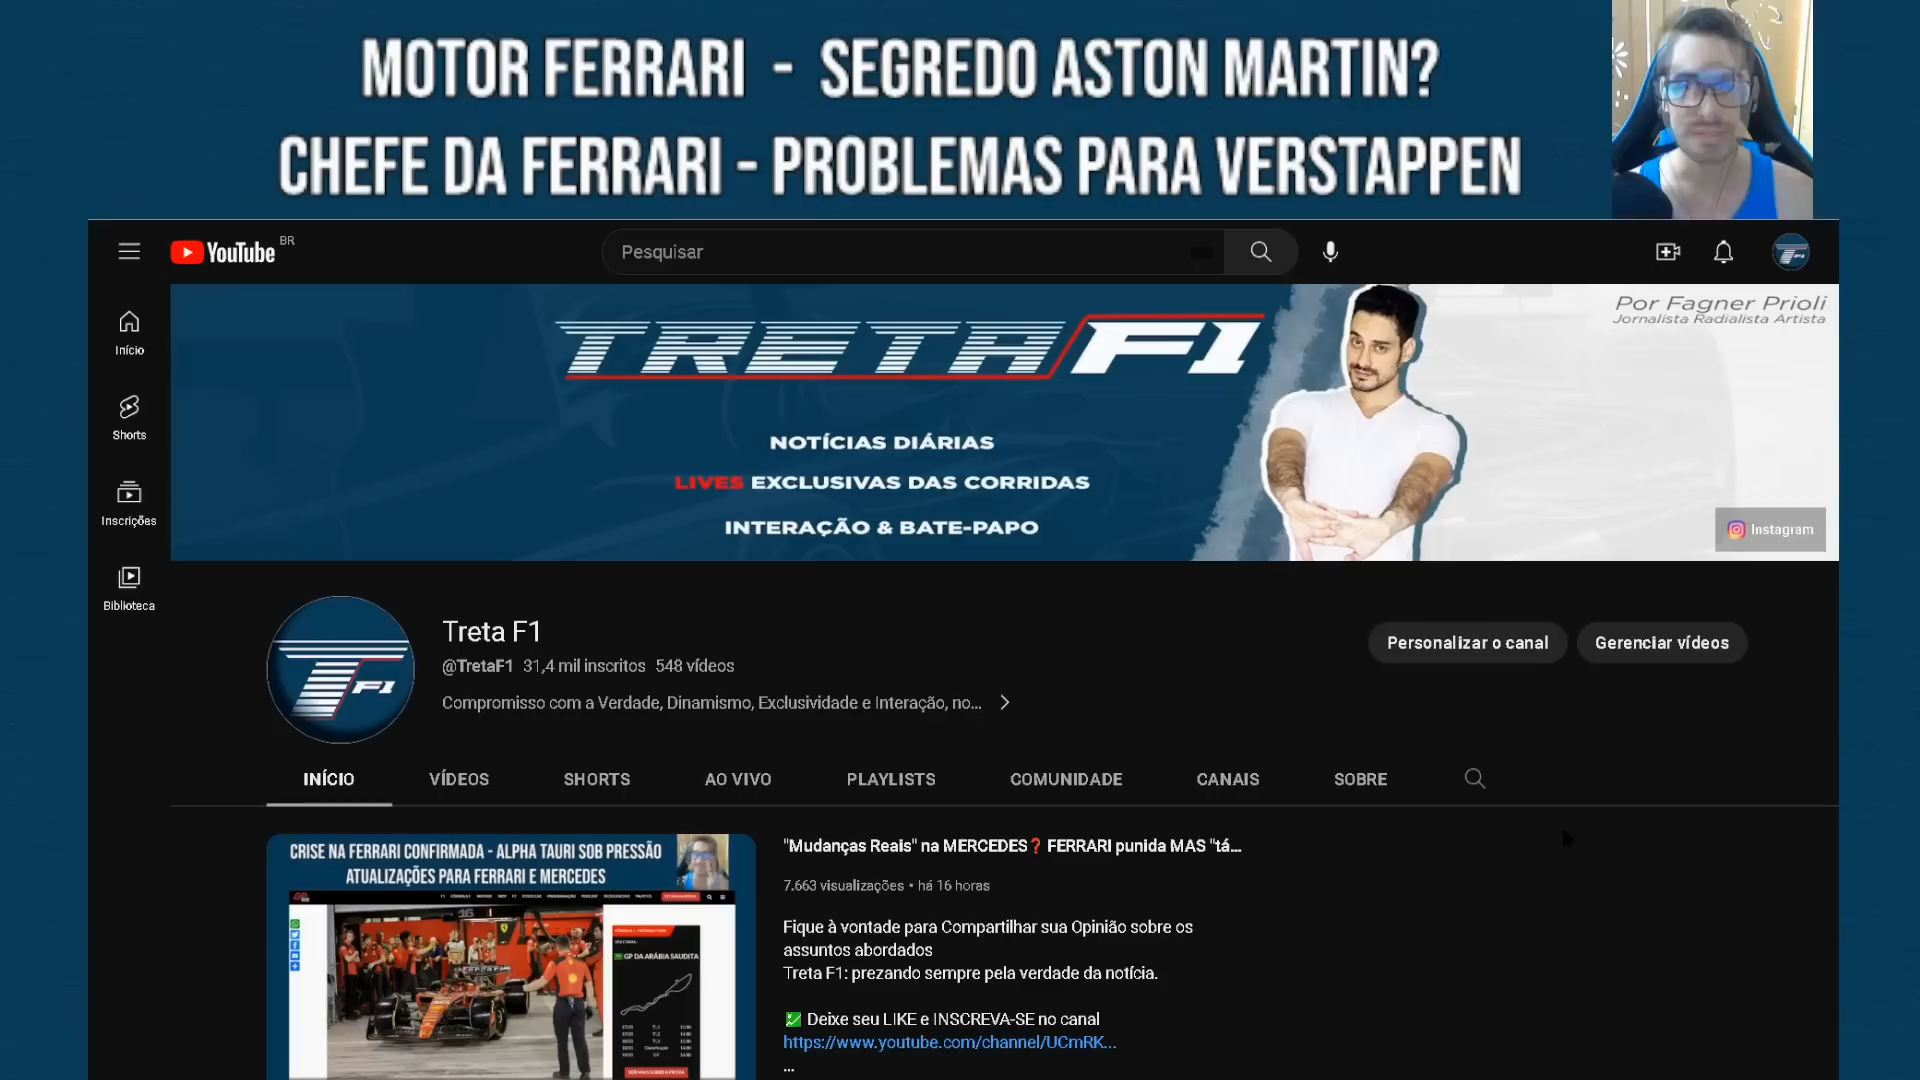 MOTOR FERRARI - SEGREDO ASTON MARTIN?
CHEFE DA FERRARI - PROBLEMAS PARA VERSTAPPEN
YouTube BR
Pesquisar
Início
Shorts
Inscrições
Biblioteca
TRETA F1
Por Fagner Prioli
Jornalista Radialista Artista
NOTÍCIAS DIÁRIAS
LIVES EXCLUSIVAS DAS CORRIDAS
INTERAÇÃO & BATE-PAPO
Instagram
T F1
Treta F1
@TretaF1 31,4 mil inscritos 548 vídeos
Compromisso com a Verdade, Dinamismo, Exclusividade e Interação, no...
Personalizar o canal
Gerenciar vídeos
INÍCIO VÍDEOS SHORTS AO VIVO PLAYLISTS COMUNIDADE CANAIS SOBRE
CRISE NA FERRARI CONFIRMADA - ALPHA TAURI SOB PRESSÃO
ATUALIZAÇÕES PARA FERRARI E MERCEDES
GP DA ARÁBIA SAUDITA
"Mudanças Reais" na MERCEDES❓ FERRARI punida MAS "tá...
7.663 visualizações • há 16 horas
Fique à vontade para Compartilhar sua Opinião sobre os
assuntos abordados
Treta F1: prezando sempre pela verdade da notícia.
Deixe seu LIKE e INSCREVA-SE no canal
https://www.youtube.com/channel/UCmRK...
...